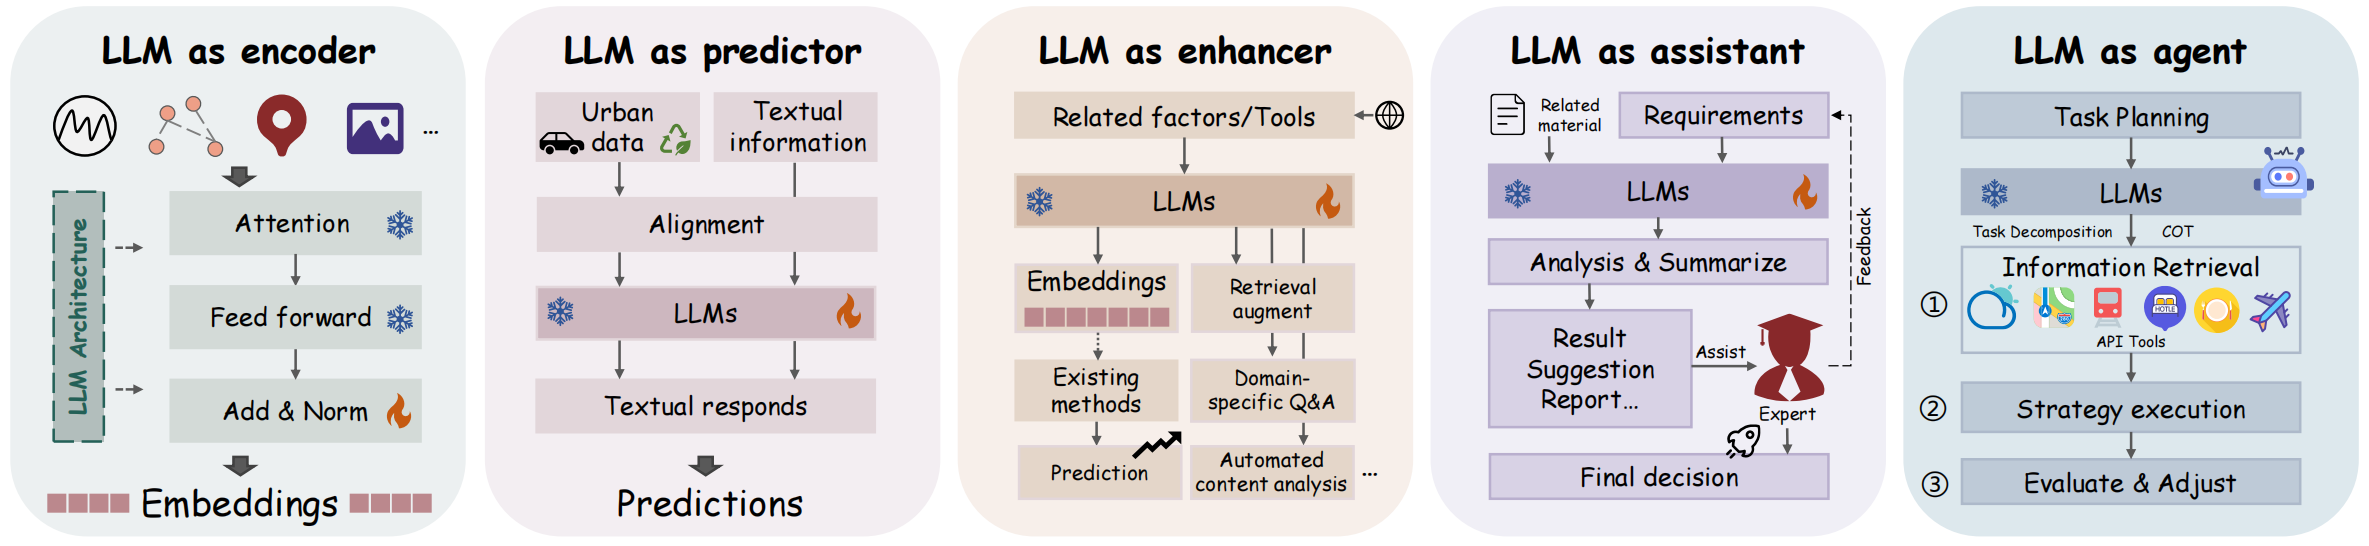 LLM as encoder
...
LLM Architecture
Attention
Feed forward
Add & Norm
Embeddings
LLM as predictor
Urban
data
Textual
information
Alignment
LLMs
Textual responds
Predictions
LLM as enhancer
Related factors/Tools
LLMs
Embeddings
Retrieval
augment
Existing
methods
Domain-
specific Q&A
Prediction
Automated
content analysis
...
LLM as assistant
Related
material
Requirements
LLMs
Analysis & Summarize
Feedback
Result
Suggestion
Report...
Assist
Expert
Final decision
LLM as agent
Task Planning
LLMs
Task Decomposition
COT
①
Information Retrieval
HOTLE
API Tools
②
Strategy execution
③
Evaluate & Adjust